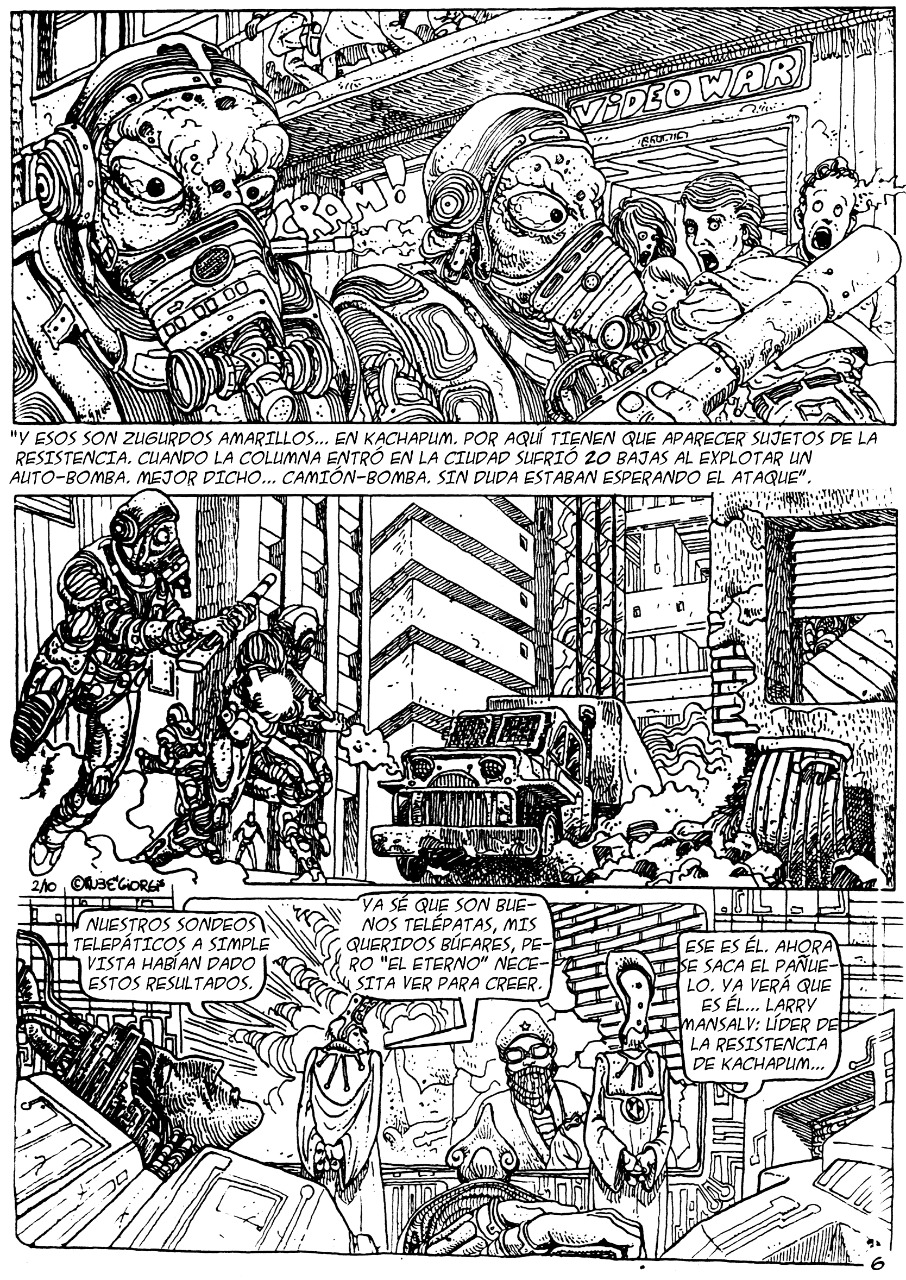 VIDEO WAR
CRAM!
"Y ESOS SON ZUGURDOS AMARILLOS... EN KACHAPUM. POR AQUÍ TIENEN QUE APARECER SUJETOS DE LA
RESISTENCIA. CUANDO LA COLUMNA ENTRÓ EN LA CIUDAD SUFRIÓ 20 BAJAS AL EXPLOTAR UN
AUTO-BOMBA. MEJOR DICHO... CAMIÓN-BOMBA. SIN DUDA ESTABAN ESPERANDO EL ATAQUE".
2/10
NUESTROS SONDEOS
TELEPÁTICOS A SIMPLE
VISTA HABÍAN DADO
ESTOS RESULTADOS.
YA SÉ QUE SON BUE-
NOS TELÉPATAS, MIS
QUERIDOS BÚFARES, PE-
RO "EL ETERNO" NECE-
SITA VER PARA CREER.
ESE ES ÉL. AHORA
SE SACA EL PAÑUE-
LO. YA VERÁ QUE
ES ÉL... LARRY
MANSALV: LÍDER DE
LA RESISTENCIA
DE KACHAPUM...
6